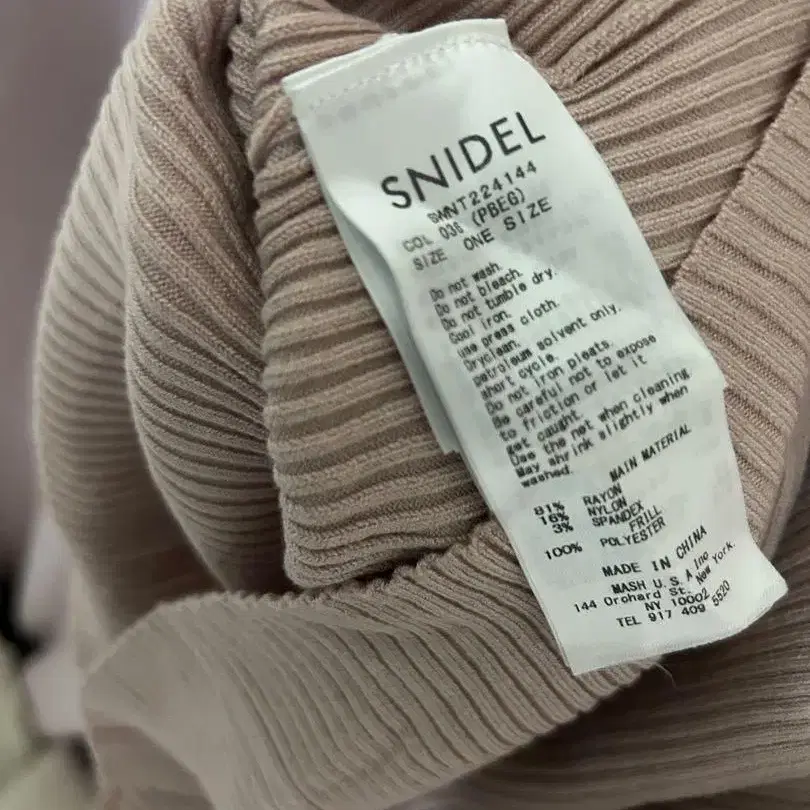 SNIDEL
SWNT224144
COL 036 (PBEG)
SIZE ONE SIZE
Do not wash.
Do not bleach.
Do not tumble dry.
Cool iron.
use press cloth.
Dryclean.
petroleum solvent only.
short cycle.
Do not iron pleats.
Be careful not to expose
to friction or let it
get caught.
Use the net when cleaning
May shrink slightly when
washed.
MAIN MATERIAL
81% RAYON
16% NYLON
3% SPANDEX
FRILL
100% POLYESTER
MADE IN CHINA
MASH U.S.A Inc
144 Orchard St. New York.
NY 10002
TEL 917 409 5520